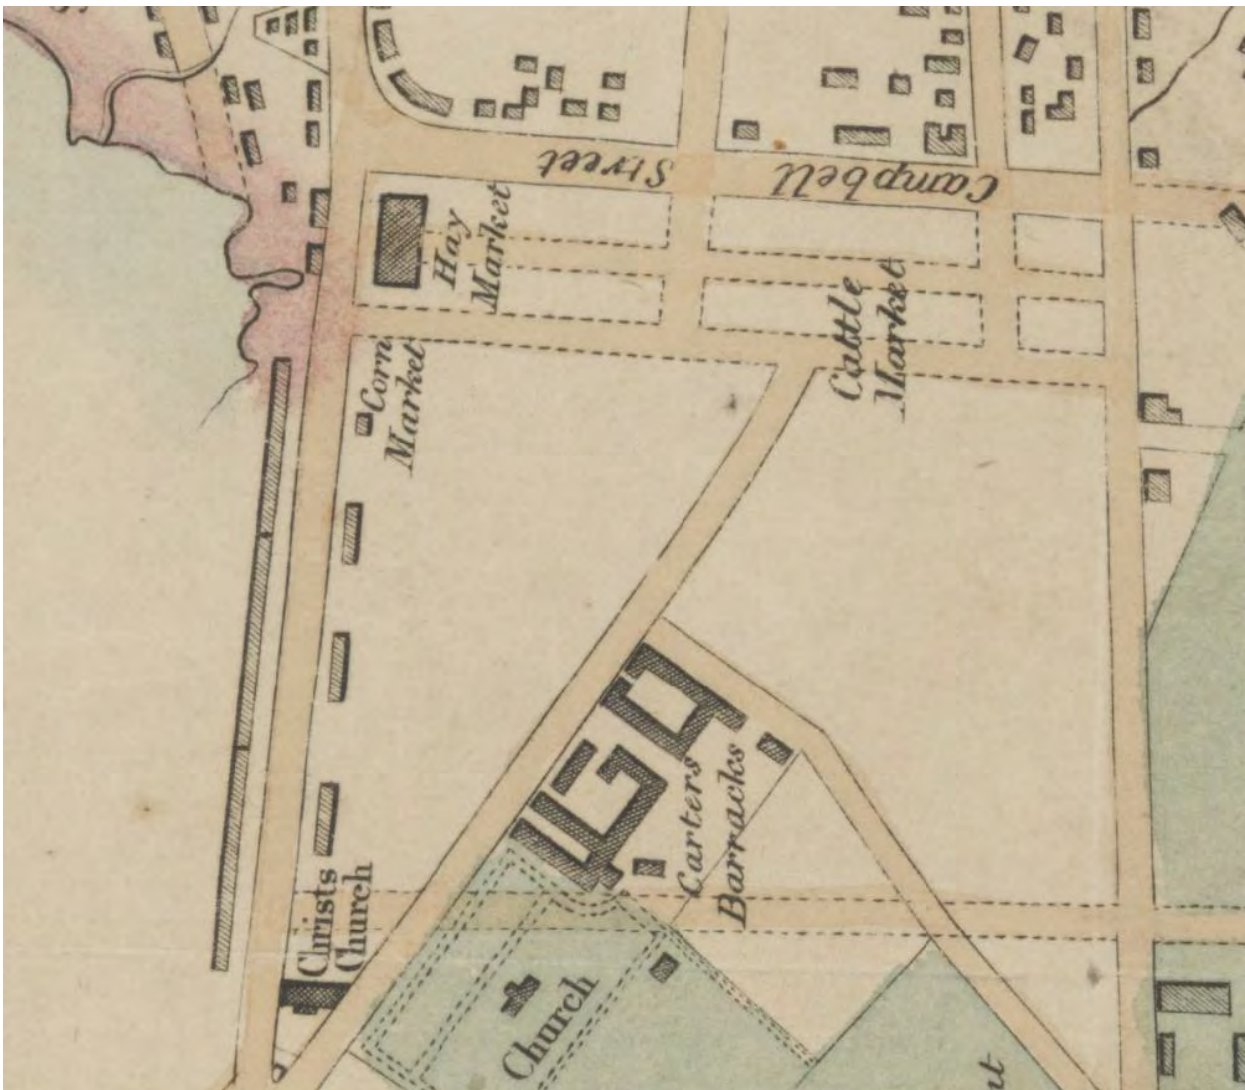 Campbell Street
Hay
Market
Cattle
Market
Corn
Market
Carters
Barracks
Christs
Church
Church